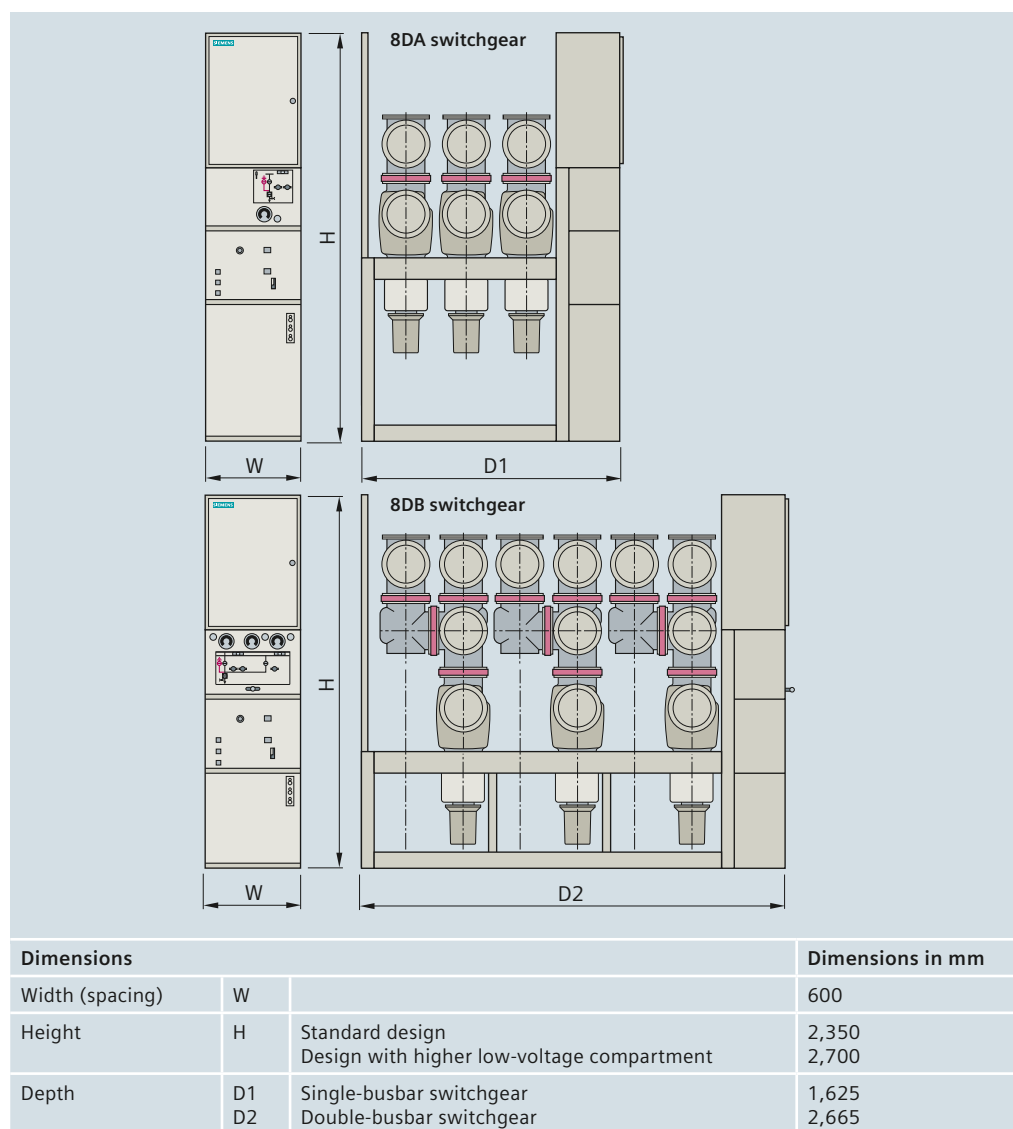 SIEMENS
8DA switchgear
H
W
D1
SIEMENS
8DB switchgear
H
W
D2
Dimensions
Dimensions in mm
Width (spacing)
W
600
Height
H
Standard design
2,350
Design with higher low-voltage compartment
2,700
Depth
D1
Single-busbar switchgear
1,625
D2
Double-busbar switchgear
2,665